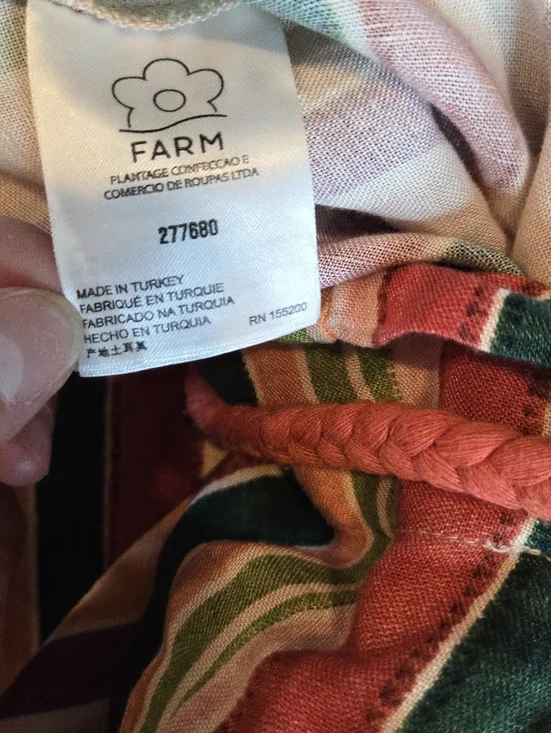 FARM
PLANTAGE CONFECCAO E
COMERCIO DE ROUPAS LTDA
277680
MADE IN TURKEY
FABRIQUÉ EN TURQUIE
FABRICADO NA TURQUIA
HECHO EN TURQUIA
产地土耳其
RN 155200